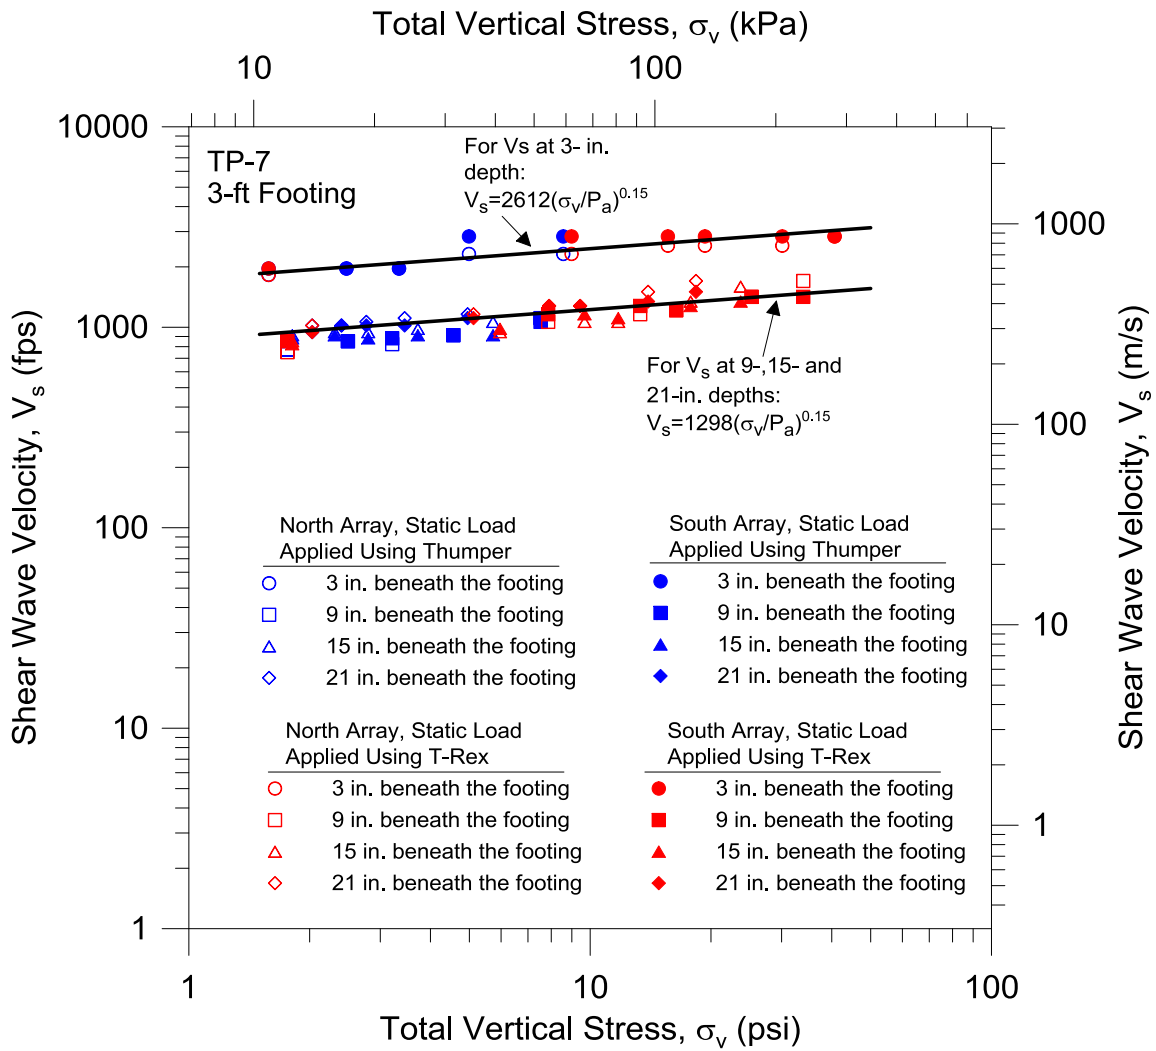 Total Vertical Stress, σv (kPa)
10
100
10000
1000
100
10
1
Shear Wave Velocity, Vs (fps)
TP-7
3-ft Footing
For Vs at 3- in.
depth:
Vs=2612(σv/Pa)0.15
For Vs at 9-,15- and
21-in. depths:
Vs=1298(σv/Pa)0.15
North Array, Static Load
Applied Using Thumper
3 in. beneath the footing
9 in. beneath the footing
15 in. beneath the footing
21 in. beneath the footing
South Array, Static Load
Applied Using Thumper
3 in. beneath the footing
9 in. beneath the footing
15 in. beneath the footing
21 in. beneath the footing
North Array, Static Load
Applied Using T-Rex
3 in. beneath the footing
9 in. beneath the footing
15 in. beneath the footing
21 in. beneath the footing
South Array, Static Load
Applied Using T-Rex
3 in. beneath the footing
9 in. beneath the footing
15 in. beneath the footing
21 in. beneath the footing
1000
100
10
1
Shear Wave Velocity, Vs (m/s)
1
10
100
Total Vertical Stress, σv (psi)